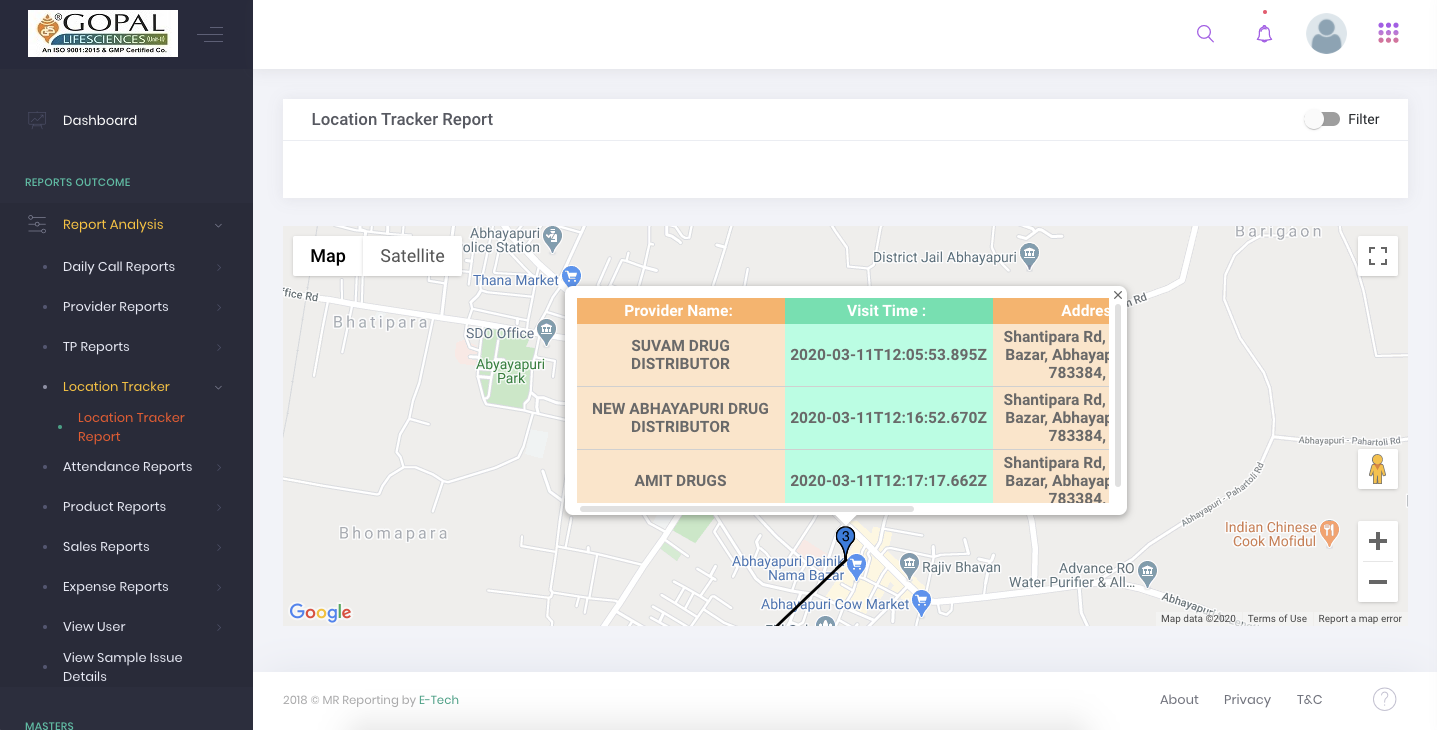 GOPAL
LIFESCIENCES (Unit-II)
An ISO 9001:2015 & GMP Certified Co.
Dashboard
REPORTS OUTCOME
Report Analysis
Daily Call Reports
Provider Reports
TP Reports
Location Tracker
Location Tracker
Report
Attendance Reports
Product Reports
Sales Reports
Expense Reports
View User
View Sample Issue
Details
MASTERS
Location Tracker Report
Filter
Map
Satellite
Abhayapuri
olice Station
Thana Market
District Jail Abhayapuri
Barigaon
ffice Rd
Bhatipara
SDO Office
Abyayapuri
Park
n Rd
Provider Name:
Visit Time :
Addres
SUVAM DRUG
DISTRIBUTOR
2020-03-11T12:05:53.895Z
Shantipara Rd,
Bazar, Abhayap
783384,
NEW ABHAYAPURI DRUG
DISTRIBUTOR
2020-03-11T12:16:52.670Z
Shantipara Rd,
Bazar, Abhayap
783384,
AMIT DRUGS
2020-03-11T12:17:17.662Z
Shantipara Rd,
Bazar, Abhayap
783384.
Abhayapuri - Pahartoli Rd
Abhayapuri - Pahartoli Rd
Bhomapara
3
Abhayapuri Dainik
Nama Bazar
Rajiv Bhavan
Abhayapuri Cow Market
Indian Chinese
Cook Mofidul
Advance RO
Water Purifier & All...
Google
Map data ©2020
Terms of Use
Report a map error
2018 © MR Reporting by E-Tech
About
Privacy
T&C
?